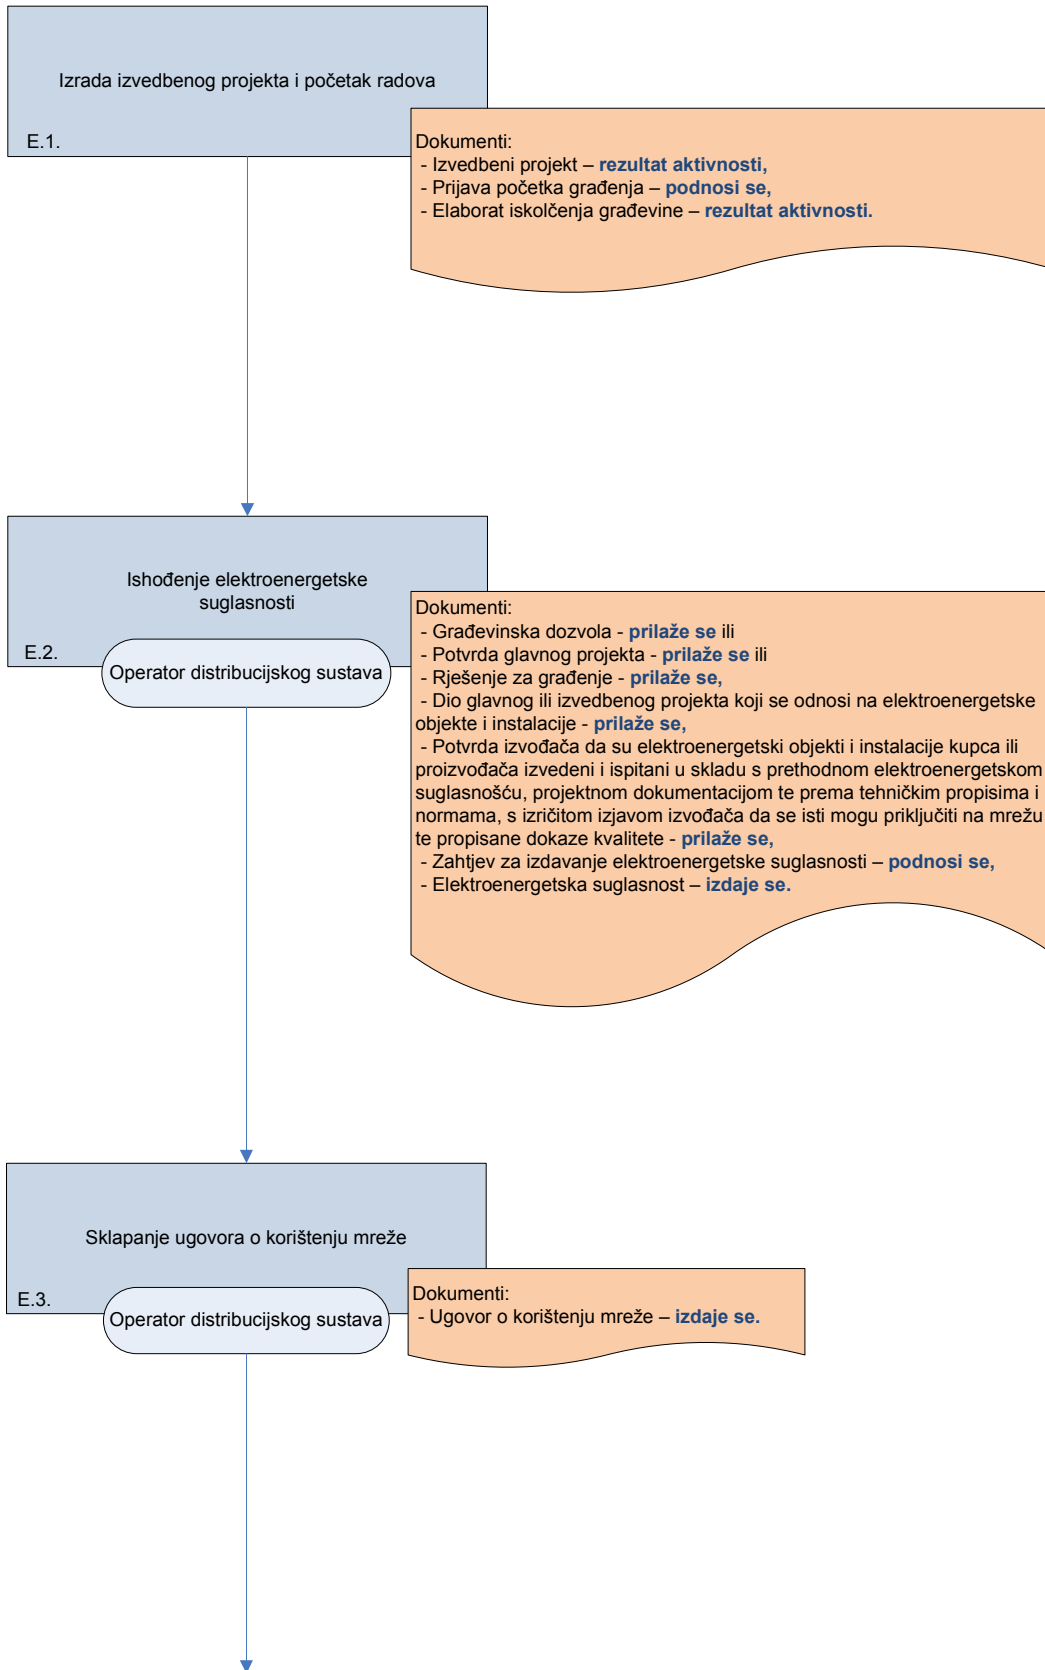 Izrada izvedbenog projekta i početak radova
E.1.
Dokumenti:
- Izvedbeni projekt – rezultat aktivnosti,
- Prijava početka građenja – podnosi se,
- Elaborat iskolčenja građevine – rezultat aktivnosti.
Ishođenje elektroenergetske
suglasnosti
E.2.
Operator distribucijskog sustava
Dokumenti:
- Građevinska dozvola - prilaže se ili
- Potvrda glavnog projekta - prilaže se ili
- Rješenje za građenje - prilaže se,
- Dio glavnog ili izvedbenog projekta koji se odnosi na elektroenergetske
objekte i instalacije - prilaže se,
- Potvrda izvođača da su elektroenergetski objekti i instalacije kupca ili
proizvođača izvedeni i ispitani u skladu s prethodnom elektroenergetskom
suglasnošću, projektnom dokumentacijom te prema tehničkim propisima i
normama, s izričitom izjavom izvođača da se isti mogu priključiti na mrežu
te propisane dokaze kvalitete - prilaže se,
- Zahtjev za izdavanje elektroenergetske suglasnosti – podnosi se,
- Elektroenergetska suglasnost – izdaje se.
Sklapanje ugovora o korištenju mreže
E.3.
Operator distribucijskog sustava
Dokumenti:
- Ugovor o korištenju mreže – izdaje se.